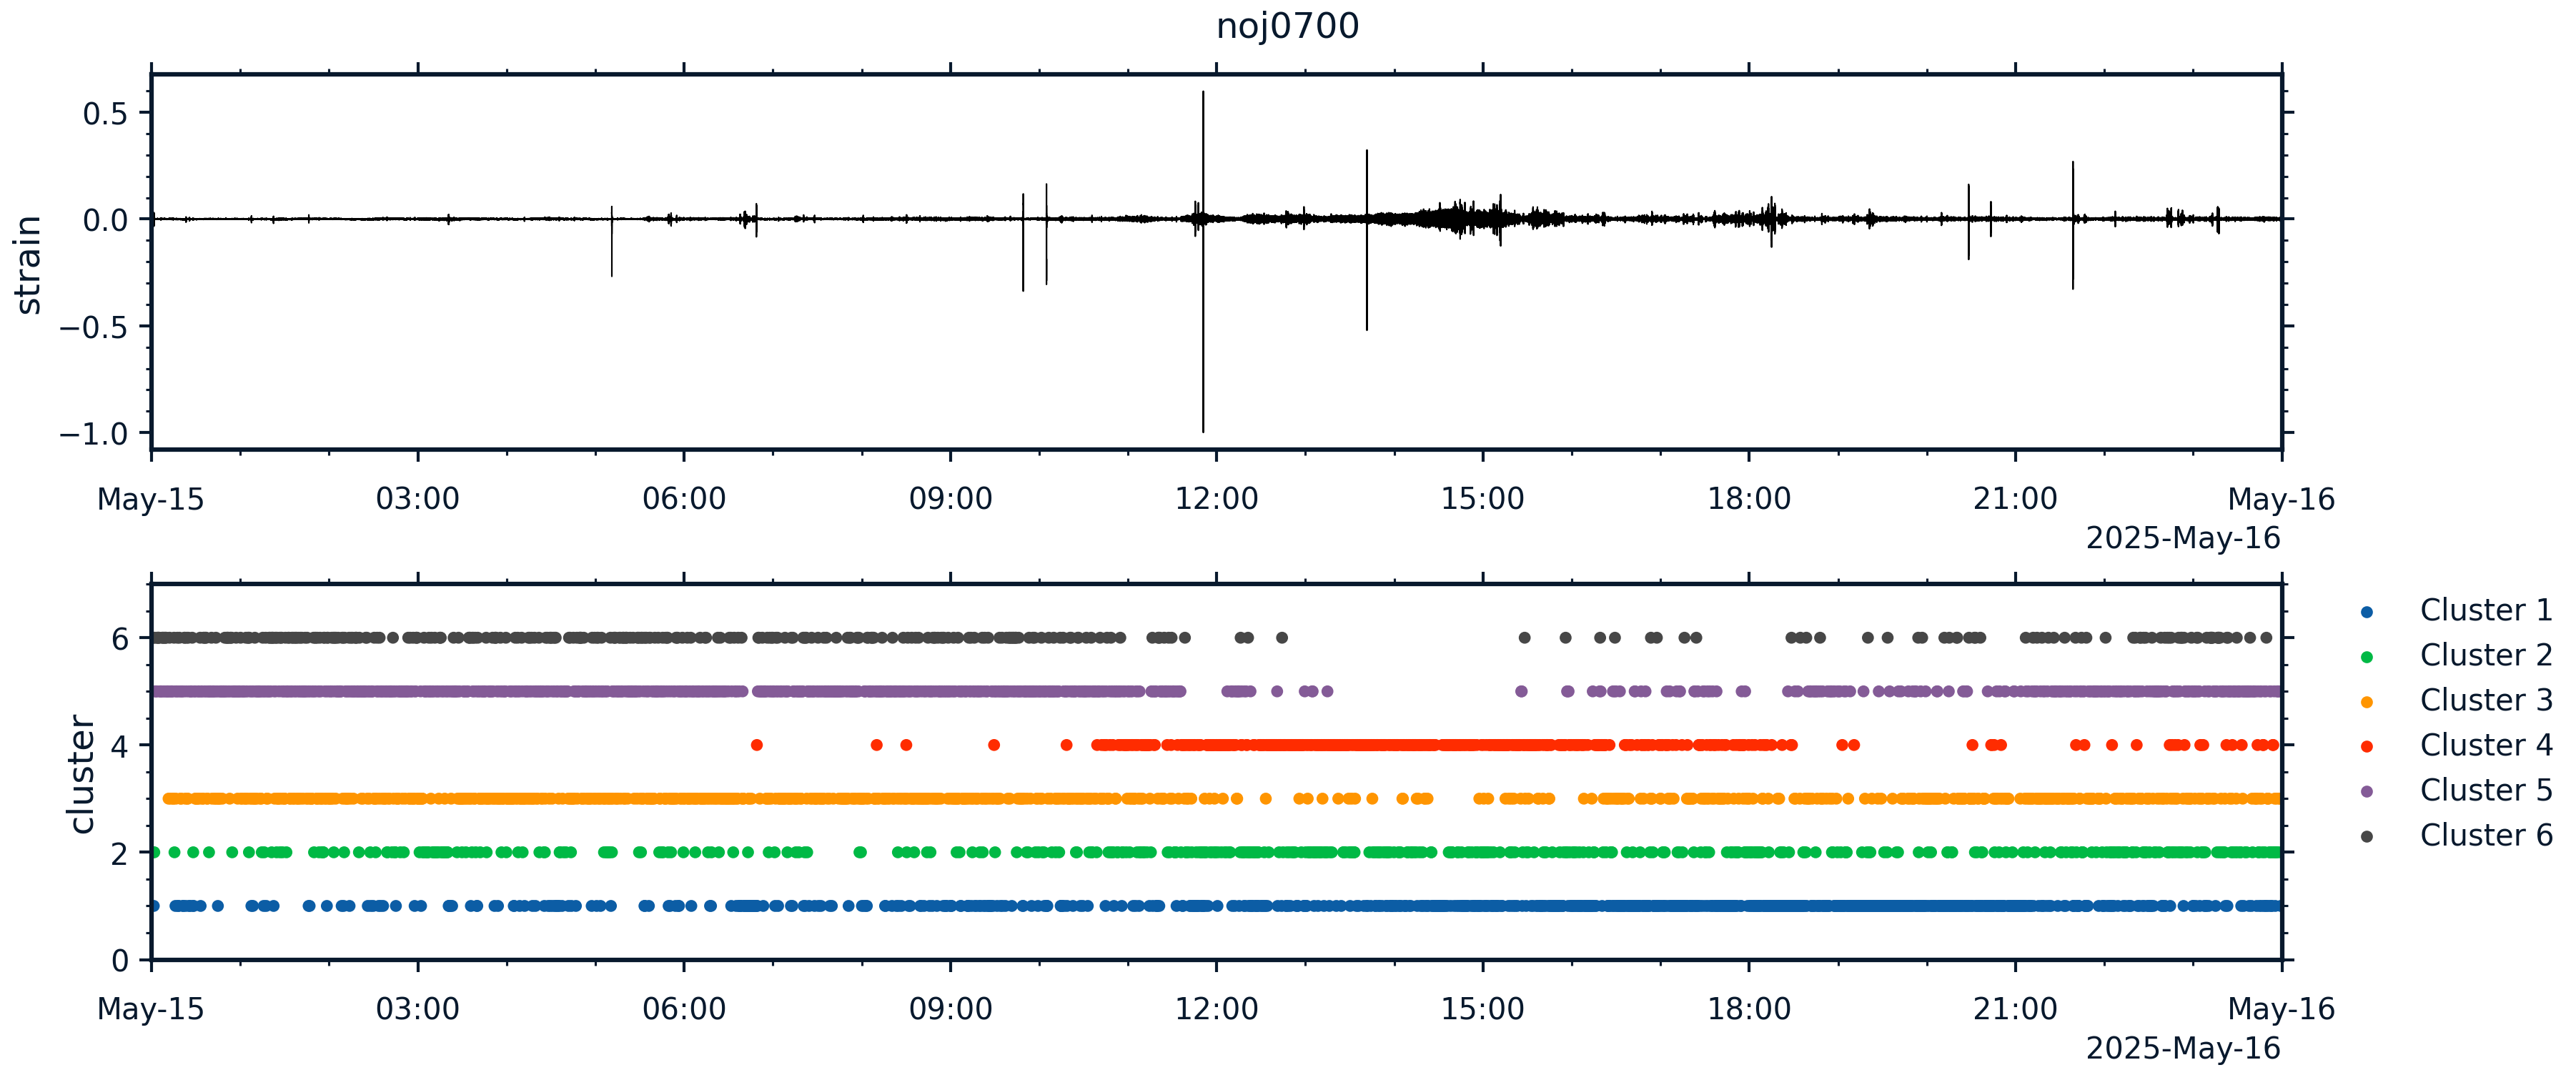 noj0700
strain
0.5
0.0
−0.5
−1.0
May-15 03:00 06:00 09:00 12:00 15:00 18:00 21:00 May-16
2025-May-16
cluster
6
4
2
0
May-15 03:00 06:00 09:00 12:00 15:00 18:00 21:00 May-16
2025-May-16
Cluster 1
Cluster 2
Cluster 3
Cluster 4
Cluster 5
Cluster 6